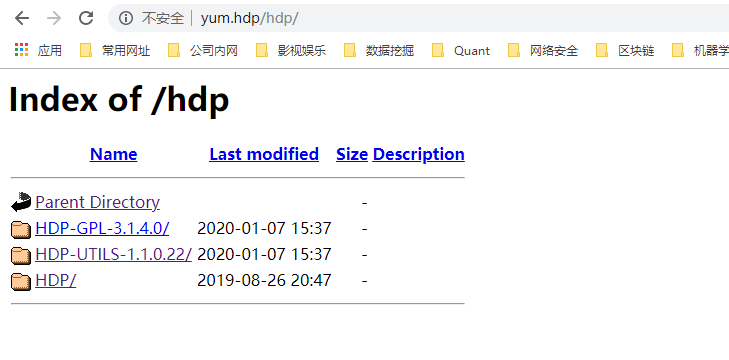 不安全 | yum.hdp/hdp/
应用 常用网址 公司内网 影视娱乐 数据挖掘 Quant 网络安全 区块链 机器学
Index of /hdp
Name Last modified Size Description
Parent Directory -
HDP-GPL-3.1.4.0/ 2020-01-07 15:37 -
HDP-UTILS-1.1.0.22/ 2020-01-07 15:37 -
HDP/ 2019-08-26 20:47 -